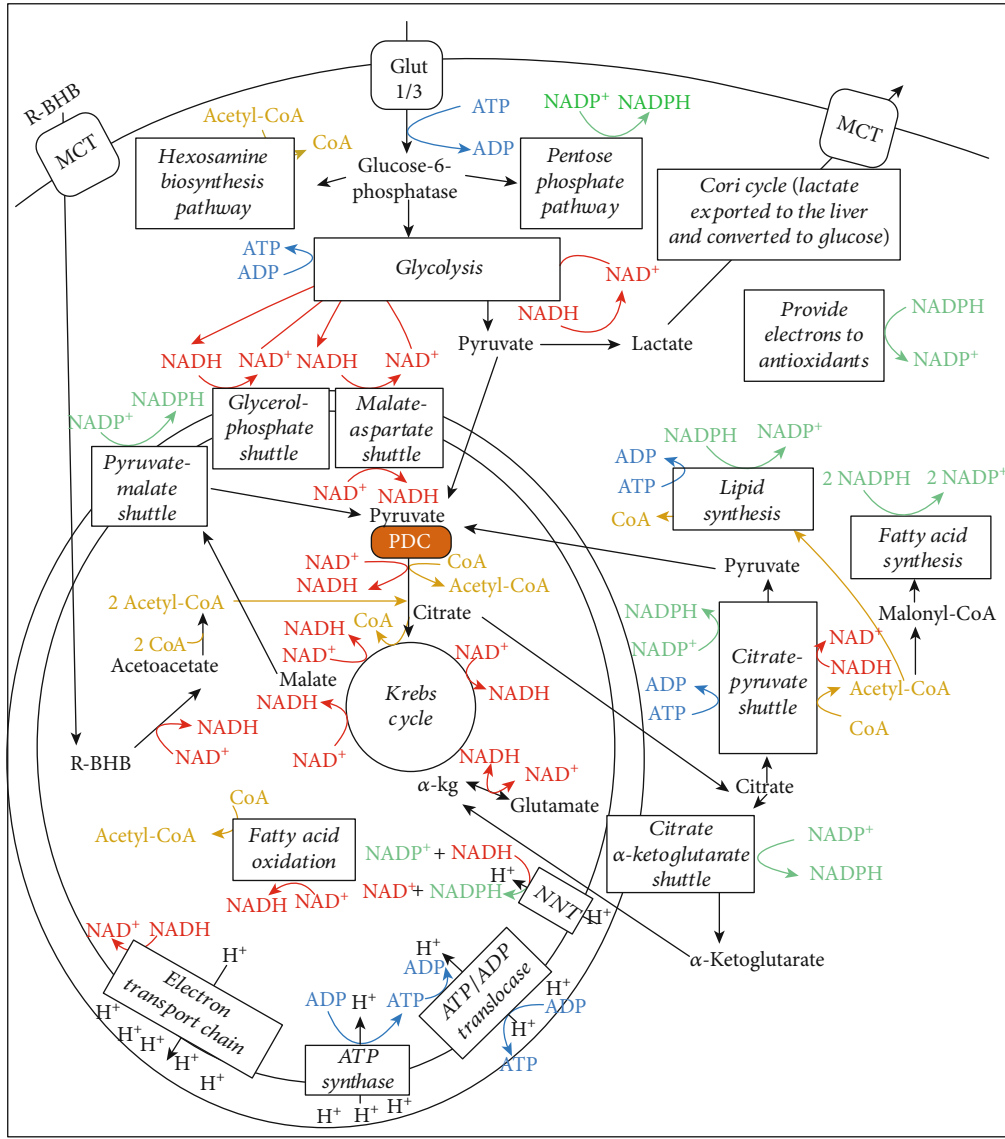 Glut
1/3
R-BHB
MCT
MCT
Acetyl-CoA
CoA
Hexosamine
biosynthesis
pathway
ATP
ADP
Glucose-6-
phosphatase
NADP⁺
NADPH
Pentose
phosphate
pathway
Cori cycle (lactate
exported to the liver
and converted to glucose)
ATP
ADP
Glycolysis
NAD⁺
NADH
Pyruvate
Lactate
Provide
electrons to
antioxidants
NADPH
NADP⁺
NADH
NAD⁺
NADH
NAD⁺
NADPH
NADP⁺
Glycerol-
phosphate
shuttle
Malate-
aspartate
shuttle
Pyruvate-
malate
shuttle
NAD⁺
NADH
Pyruvate
PDC
NAD⁺
NADH
CoA
Acetyl-CoA
NADPH
NADP⁺
ADP
ATP
CoA
Lipid
synthesis
2 NADPH
2 NADP⁺
Fatty acid
synthesis
Pyruvate
Malonyl-CoA
2 Acetyl-CoA
2 CoA
Acetoacetate
Citrate
CoA
NADH
NAD⁺
Malate
NADH
NAD⁺
Krebs
cycle
NAD⁺
NADH
NADPH
NADP⁺
ADP
ATP
Citrate-
pyruvate
shuttle
NAD⁺
NADH
Acetyl-CoA
CoA
R-BHB
NADH
NAD⁺
α-kg
NADH
NAD⁺
Glutamate
Citrate
Citrate
α-ketoglutarate
shuttle
NADP⁺
NADPH
α-Ketoglutarate
CoA
Acetyl-CoA
Fatty acid
oxidation
NADH
NAD⁺
NADP⁺ + NADH
NAD⁺ + NADPH
H⁺
NNT
H⁺
NAD⁺
NADH
H⁺
Electron
transport chain
H⁺
H⁺
H⁺
H⁺
H⁺
H⁺
ADP
H⁺
ATP
ATP
synthase
H⁺
H⁺
H⁺
H⁺
ADP
ATP/ADP
translocase
H⁺
ADP
H⁺
ATP